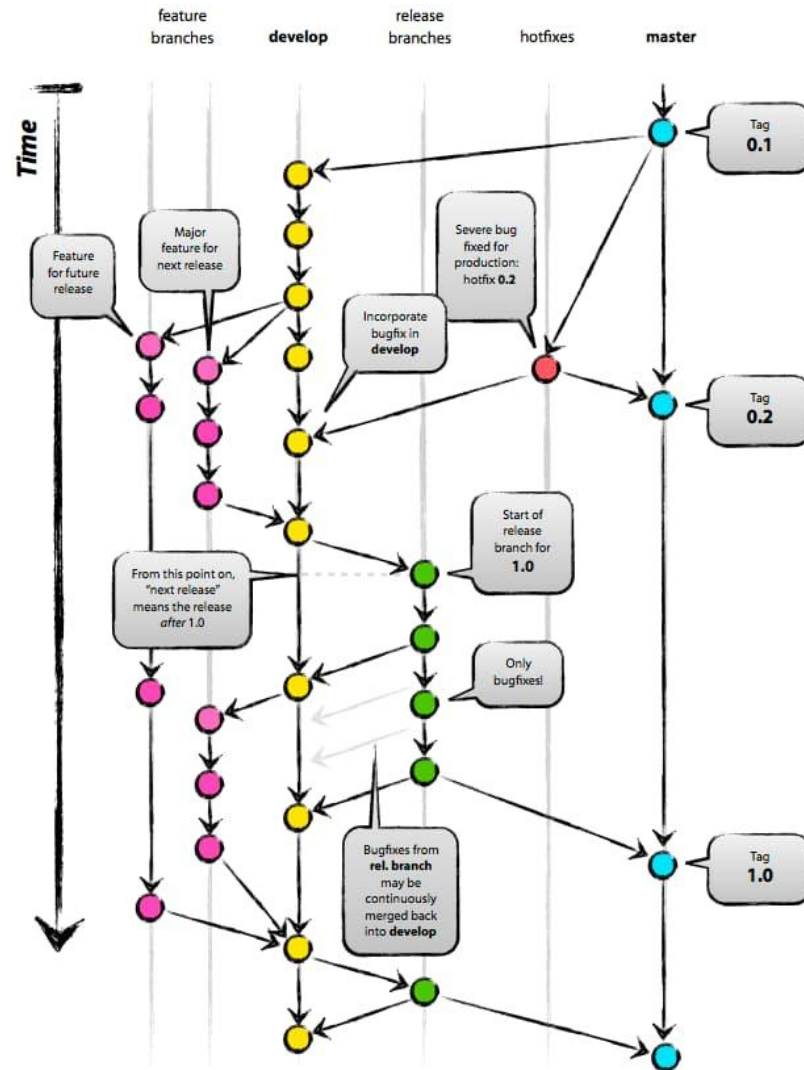 feature
branches
develop
release
branches
hotfixes
master
Time
Tag
0.1
Major
feature for
next release
Severe bug
fixed for
production:
hotfix 0.2
Feature
for future
release
Incorporate
bugfix in
develop
Tag
0.2
Start of
release
branch for
1.0
From this point on,
“next release”
means the release
after 1.0
Only
bugfixes!
Bugfixes from
rel. branch
may be
continuously
merged back
into develop
Tag
1.0